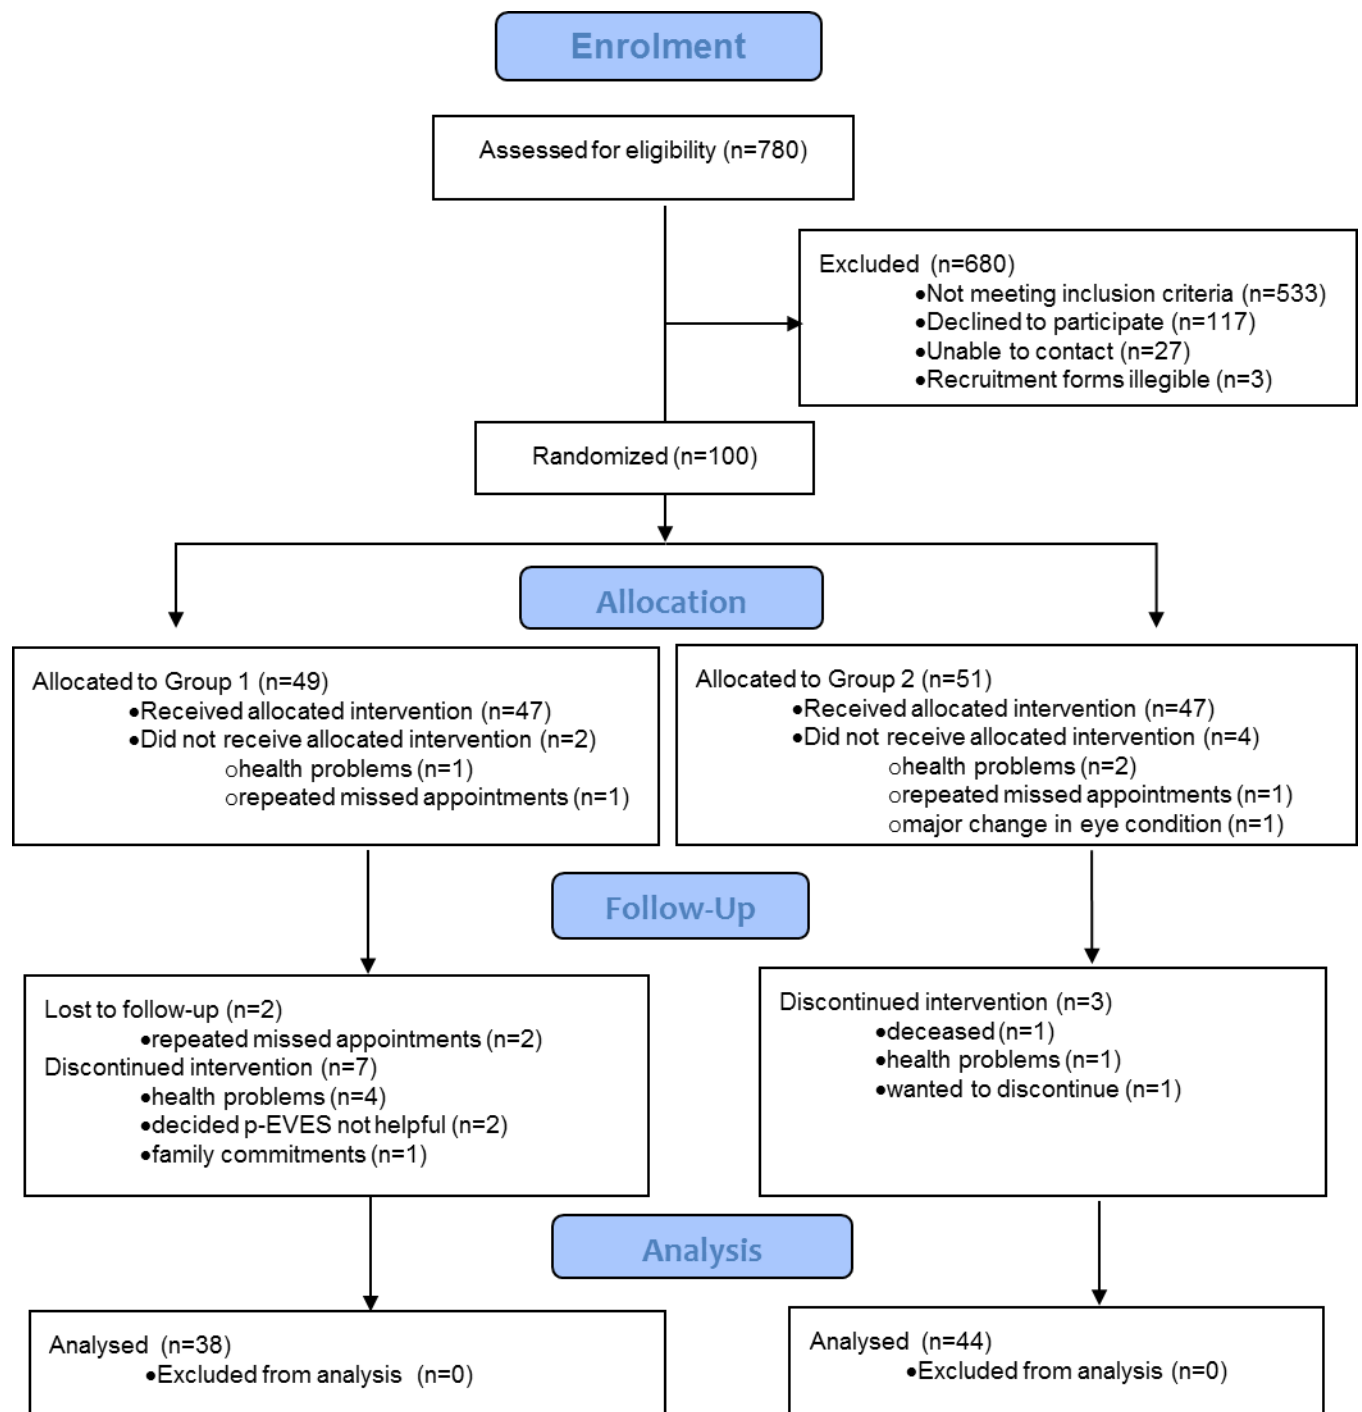 Enrolment
Assessed for eligibility (n=780)
Excluded (n=680)
•Not meeting inclusion criteria (n=533)
•Declined to participate (n=117)
•Unable to contact (n=27)
•Recruitment forms illegible (n=3)
Randomized (n=100)
Allocation
Allocated to Group 1 (n=49)
•Received allocated intervention (n=47)
•Did not receive allocated intervention (n=2)
ohealth problems (n=1)
orepeated missed appointments (n=1)
Allocated to Group 2 (n=51)
•Received allocated intervention (n=47)
•Did not receive allocated intervention (n=4)
ohealth problems (n=2)
orepeated missed appointments (n=1)
omajor change in eye condition (n=1)
Follow-Up
Lost to follow-up (n=2)
•repeated missed appointments (n=2)
Discontinued intervention (n=7)
•health problems (n=4)
•decided p-EVES not helpful (n=2)
•family commitments (n=1)
Discontinued intervention (n=3)
•deceased (n=1)
•health problems (n=1)
•wanted to discontinue (n=1)
Analysis
Analysed (n=38)
•Excluded from analysis (n=0)
Analysed (n=44)
•Excluded from analysis (n=0)